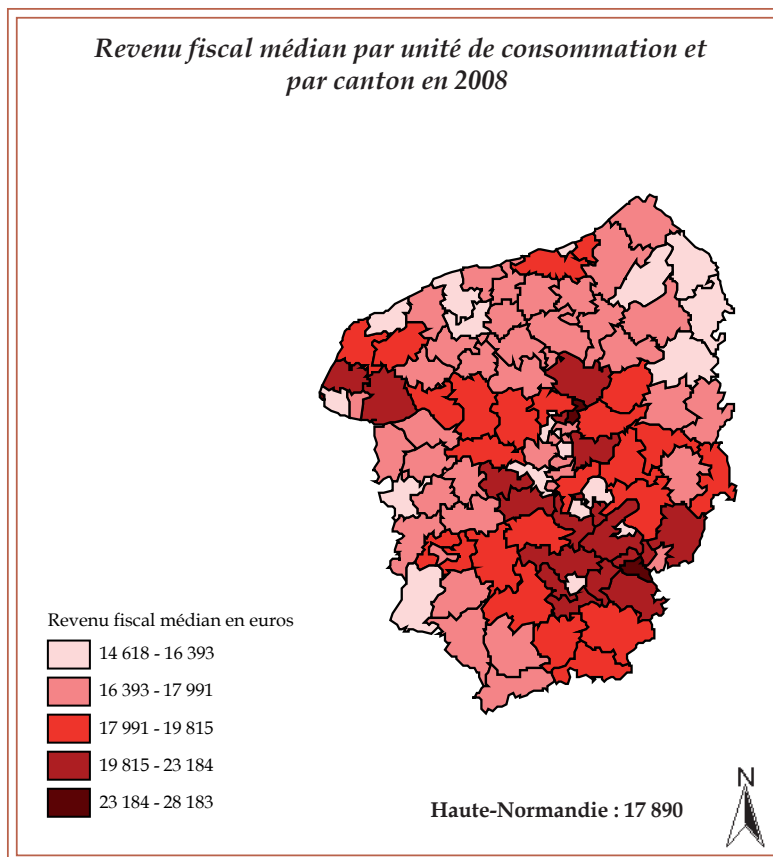 Revenu fiscal médian par unité de consommation et
par canton en 2008
Revenu fiscal médian en euros
14 618 - 16 393
16 393 - 17 991
17 991 - 19 815
19 815 - 23 184
23 184 - 28 183
Haute-Normandie : 17 890
N